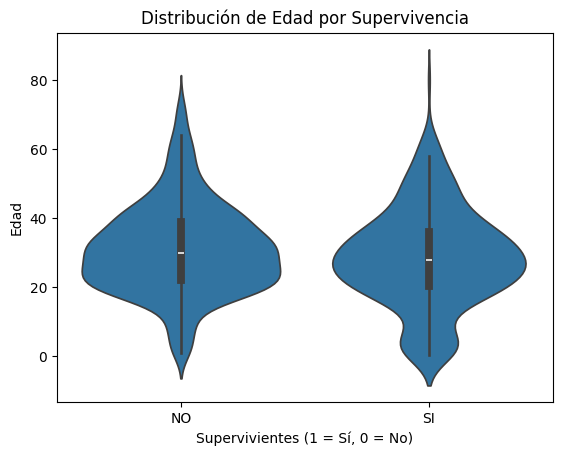 Distribución de Edad por Supervivencia
Edad
80
60
40
20
0
NO SI
Supervivientes (1 = Sí, 0 = No)